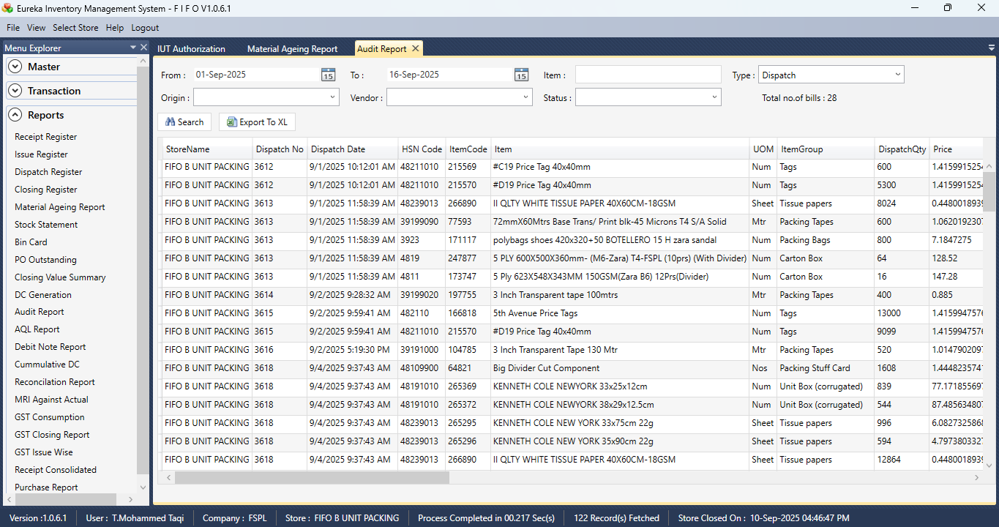 Eureka Inventory Management System - F I F O V1.0.6.1
File View Select Store Help Logout
Menu Explorer
Master
Transaction
Reports
Receipt Register
Issue Register
Dispatch Register
Closing Register
Material Ageing Report
Stock Statement
Bin Card
PO Outstanding
Closing Value Summary
DC Generation
Audit Report
AQL Report
Debit Note Report
Cummulative DC
Reconcilation Report
MRI Against Actual
GST Consumption
GST Closing Report
GST Issue Wise
Receipt Consolidated
Purchase Report
IUT Authorization Material Ageing Report Audit Report
From : 01-Sep-2025 15 To : 16-Sep-2025 15 Item : Type : Dispatch
Origin : Vendor : Status : Total no.of bills : 28
Search Export To XL
StoreName Dispatch No Dispatch Date HSN Code ItemCode Item UOM ItemGroup DispatchQty Price
FIFO B UNIT PACKING 3612 9/1/2025 10:12:01 AM 48211010 215569 #C19 Price Tag 40x40mm Num Tags 600 1.4159915254
FIFO B UNIT PACKING 3612 9/1/2025 10:12:01 AM 48211010 215570 #D19 Price Tag 40x40mm Num Tags 5300 1.4159915254
FIFO B UNIT PACKING 3613 9/1/2025 11:58:39 AM 48239013 266890 II QLTY WHITE TISSUE PAPER 40X60CM-18GSM Sheet Tissue papers 8024 0.4480018939
FIFO B UNIT PACKING 3613 9/1/2025 11:58:39 AM 39199090 77593 72mmX60Mtrs Base Trans/ Print blk-45 Microns T4 S/A Solid Mtr Packing Tapes 600 1.0620192307
FIFO B UNIT PACKING 3613 9/1/2025 11:58:39 AM 3923 171117 polybags shoes 420x320+50 BOTELLERO 15 H zara sandal Num Packing Bags 800 7.1847275
FIFO B UNIT PACKING 3613 9/1/2025 11:58:39 AM 4819 247877 5 PLY 600X500X360mm- (M6-Zara) T4-FSPL (10prs) (With Divider) Num Carton Box 64 128.52
FIFO B UNIT PACKING 3613 9/1/2025 11:58:39 AM 4811 173747 5 Ply 623X548X343MM 150GSM(Zara B6) 12Prs(Divider) Num Carton Box 16 147.28
FIFO B UNIT PACKING 3614 9/2/2025 9:28:32 AM 39199020 197755 3 Inch Transparent tape 100mtrs Mtr Packing Tapes 400 0.885
FIFO B UNIT PACKING 3615 9/2/2025 9:59:41 AM 482110 166818 5th Avenue Price Tags Num Tags 13000 1.4159947576
FIFO B UNIT PACKING 3615 9/2/2025 9:59:41 AM 48211010 215570 #D19 Price Tag 40x40mm Num Tags 9099 1.4159947576
FIFO B UNIT PACKING 3616 9/2/2025 5:19:30 PM 39191000 104785 3 Inch Transparent Tape 130 Mtr Mtr Packing Tapes 520 1.0147902097
FIFO B UNIT PACKING 3618 9/4/2025 9:37:43 AM 48109900 64821 Big Divider Cut Component Nos Packing Stuff Card 1608 1.4448235741
FIFO B UNIT PACKING 3618 9/4/2025 9:37:43 AM 48191010 265369 KENNETH COLE NEWYORK 33x25x12cm Num Unit Box (corrugated) 839 77.171855697
FIFO B UNIT PACKING 3618 9/4/2025 9:37:43 AM 48191010 265372 KENNETH COLE NEWYORK 38x29x12.5cm Num Unit Box (corrugated) 544 87.485634807
FIFO B UNIT PACKING 3618 9/4/2025 9:37:43 AM 48239013 265295 KENNETH COLE NEW YORK 33x75cm 22g Sheet Tissue papers 996 6.0827325868
FIFO B UNIT PACKING 3618 9/4/2025 9:37:43 AM 48239013 265296 KENNETH COLE NEW YORK 35x90cm 22g Sheet Tissue papers 594 4.7973803327
FIFO B UNIT PACKING 3618 9/4/2025 9:37:43 AM 48239013 266890 II QLTY WHITE TISSUE PAPER 40X60CM-18GSM Sheet Tissue papers 12864 0.4480018939
Version :1.0.6.1 User : T.Mohammed Taqi Company : FSPL Store : FIFO B UNIT PACKING Process Completed in 00.217 Sec(s) 122 Record(s) Fetched Store Closed On : 10-Sep-2025 04:46:47 PM